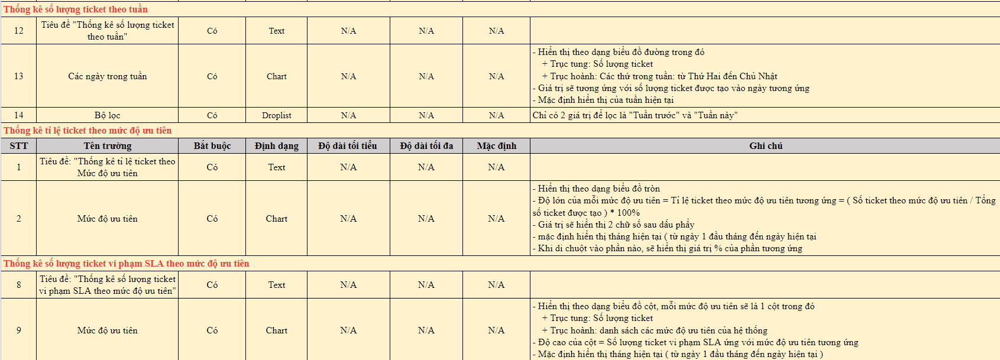 Thống kê số lượng ticket theo tuần
12 Tiêu đề "Thống kê số lượng ticket theo tuần" Có Text N/A N/A N/A
13 Các ngày trong tuần Có Chart N/A N/A N/A
- Hiển thị theo dạng biểu đồ đường trong đó
+ Trục tung: Số lượng ticket
+ Trục hoành: Các thứ trong tuần: từ Thứ Hai đến Chủ Nhật
- Giá trị sẽ tương ứng với số lượng ticket được tạo vào ngày tương ứng
- Mặc định hiển thị của tuần hiện tại
14 Bộ lọc Có Droplist N/A N/A N/A Chỉ có 2 giá trị để lọc là "Tuần trước" và "Tuần này"
Thống kê tỉ lệ ticket theo mức độ ưu tiên
STT Tên trường Bắt buộc Định dạng Độ dài tối tiểu Độ dài tối đa Mặc định Ghi chú
1 Tiêu đề: "Thống kê tỉ lệ ticket theo Mức độ ưu tiên Có Text N/A N/A N/A
2 Mức độ ưu tiên Có Chart N/A N/A N/A
- Hiển thị theo dạng biểu đồ tròn
- Độ lớn của mỗi mức độ ưu tiên = Tỉ lệ ticket theo mức độ ưu tiên tương ứng = ( Số ticket theo mức độ ưu tiên / Tổng
số ticket được tạo ) * 100%
- Giá trị sẽ hiển thị 2 chữ số sau dấu phẩy
- mặc định hiển thị tháng hiện tại ( từ ngày 1 đầu tháng đến ngày hiện tại
- Khi di chuột vào phần nào, sẽ hiển thị giá trị % của phần tương ứng
Thống kê số lượng ticket vi phạm SLA theo mức độ ưu tiên
8 Tiêu đề: "Thống kê số lượng ticket vi phạm SLA theo mức độ ưu tiên" Có Text N/A N/A N/A
9 Mức độ ưu tiên Có Chart N/A N/A N/A
- Hiển thị theo dạng biểu đồ cột, mỗi mức độ ưu tiên sẽ là 1 cột trong đó
+ Trục tung: Số lượng ticket
+ Trục hoành: danh sách các mức độ ưu tiên của hệ thống
- Độ cao của cột = Số lượng ticket vi phạm SLA ứng với mức độ ưu tiên tương ứng
- Mặc định hiển thị tháng hiện tại ( từ ngày 1 đầu tháng đến ngày hiện tại )